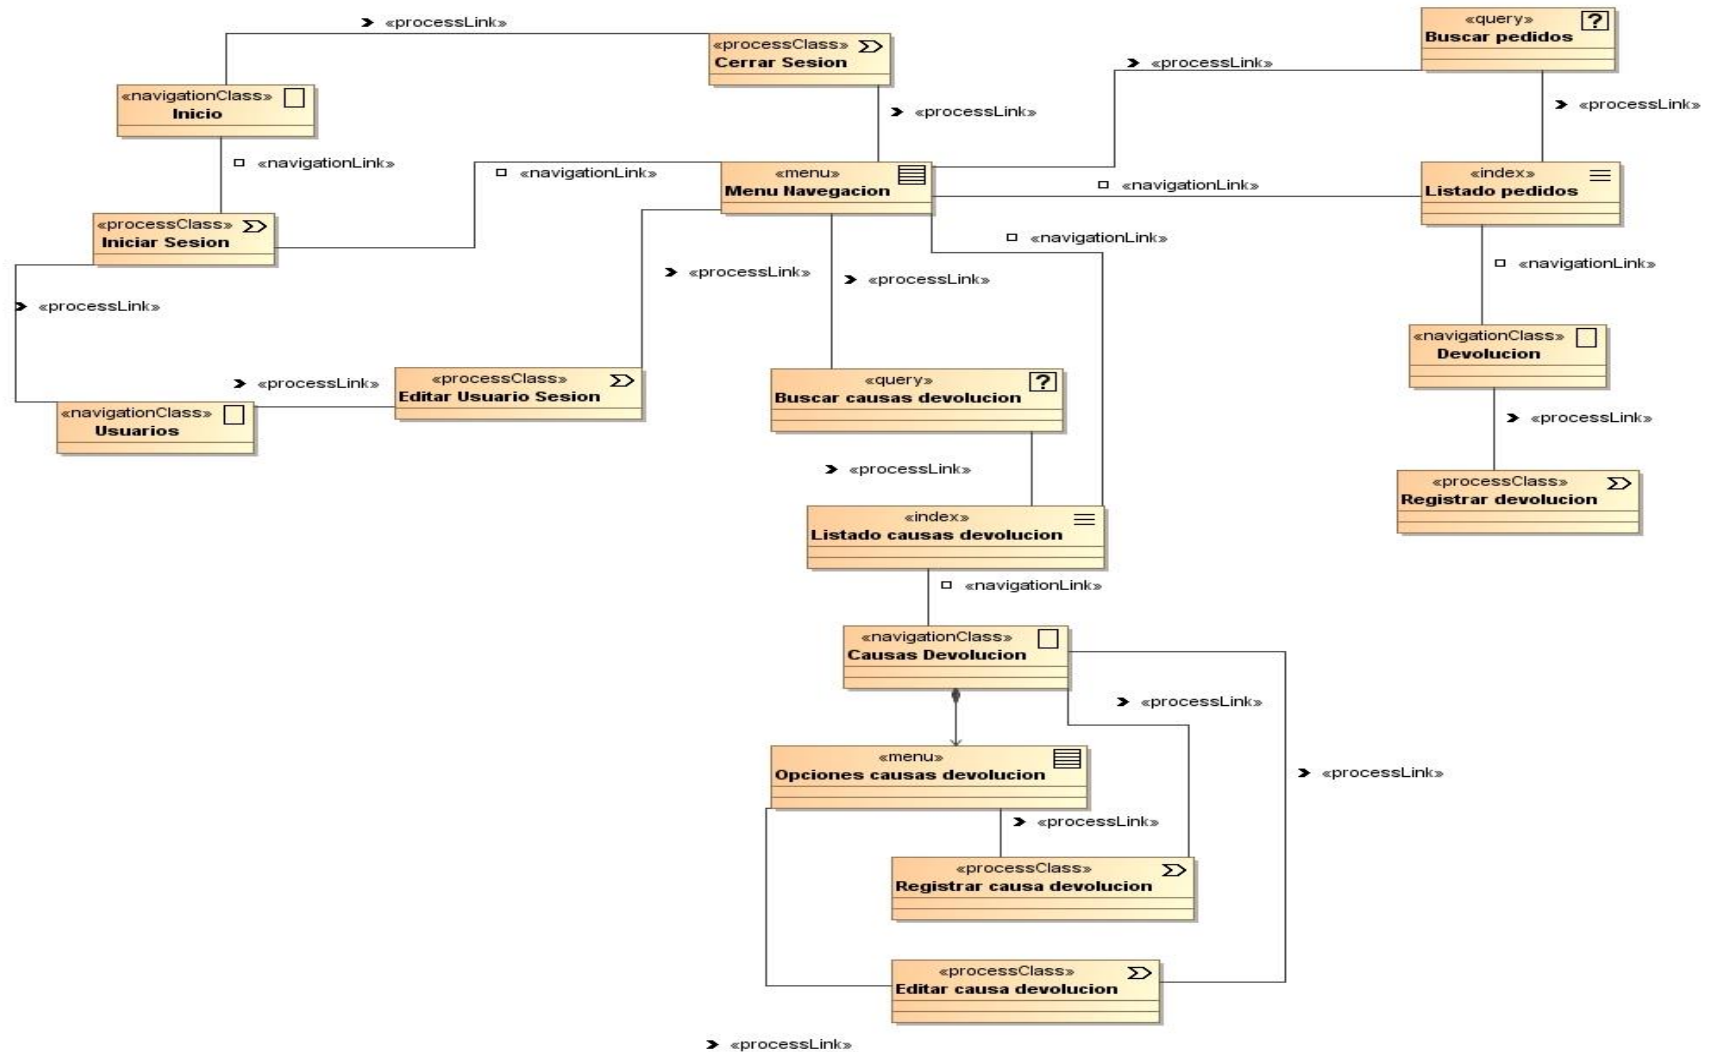 «processLink»
«query»
Buscar pedidos
«processClass»
Cerrar Sesion
«processLink»
«navigationClass»
Inicio
«processLink»
«processLink»
«navigationLink»
«navigationLink»
«menu»
Menu Navegacion
«navigationLink»
«index»
Listado pedidos
«processClass»
Iniciar Sesion
«navigationLink»
«navigationLink»
«processLink»
«processLink»
«processLink»
«navigationClass»
Devolucion
«processLink»
«processClass»
Editar Usuario Sesion
«query»
Buscar causas devolucion
«navigationClass»
Usuarios
«processLink»
«processLink»
«processClass»
Registrar devolucion
«index»
Listado causas devolucion
«navigationLink»
«navigationClass»
Causas Devolucion
«processLink»
«menu»
Opciones causas devolucion
«processLink»
«processLink»
«processClass»
Registrar causa devolucion
«processClass»
Editar causa devolucion
«processLink»